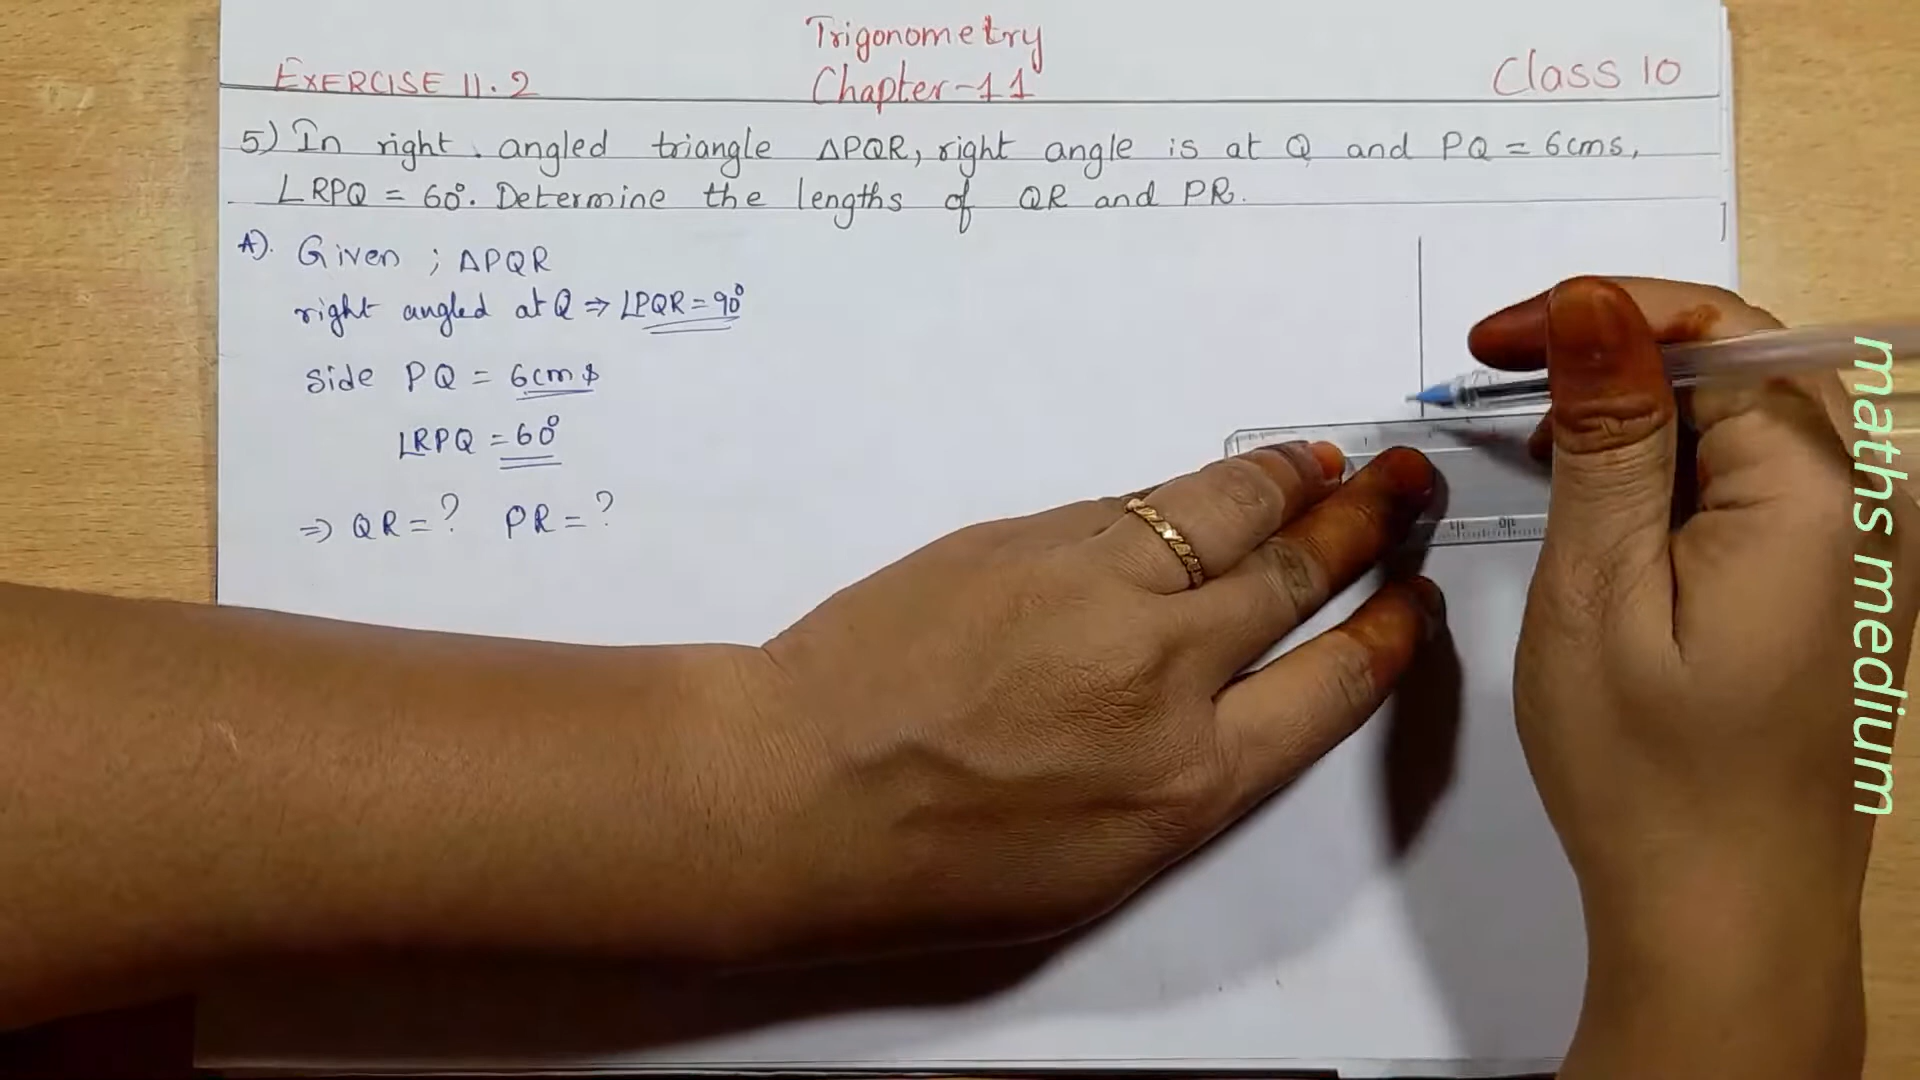 Trigonometry
EXERCISE 11.2
Chapter-11
Class 10
5) In right angled triangle ΔPQR, right angle is at Q and PQ = 6cms,
∠RPQ = 60°. Determine the lengths of QR and PR.
A). Given ; ΔPQR
right angled at Q ⇒ ∠PQR = 90°
side PQ = 6cms
∠RPQ = 60°
⇒ QR = ? PR = ?
maths medium